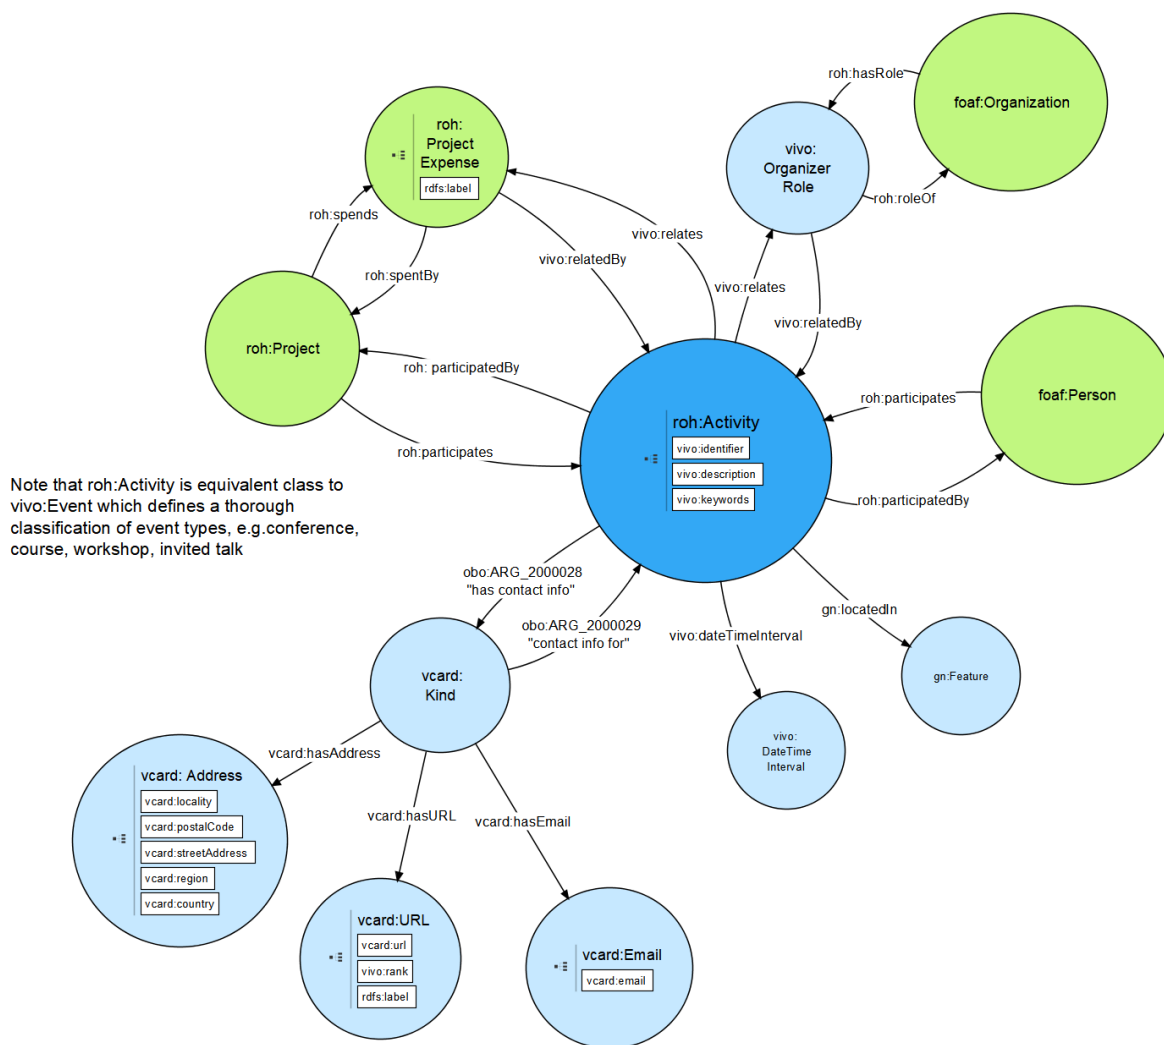 roh:hasRole
foaf:Organization
roh:
Project
Expense
rdfs:label
vivo:
Organizer
Role
roh:roleOf
roh:spends
vivo:relates
vivo:relatedBy
roh:spentBy
vivo:relates
vivo:relatedBy
roh:Project
roh: participatedBy
roh:participates
foaf:Person
roh:participates
roh:Activity
vivo:identifier
vivo:description
vivo:keywords
roh:participatedBy
Note that roh:Activity is equivalent class to
vivo:Event which defines a thorough
classification of event types, e.g.conference,
course, workshop, invited talk
obo:ARG_2000028
"has contact info"
obo:ARG_2000029
"contact info for"
vivo:dateTimeInterval
gn:locatedIn
gn:Feature
vcard:
Kind
vivo:
DateTime
Interval
vcard:hasAddress
vcard: Address
vcard:locality
vcard:postalCode
vcard:streetAddress
vcard:region
vcard:country
vcard:hasURL
vcard:hasEmail
vcard:URL
vcard:url
vivo:rank
rdfs:label
vcard:Email
vcard:email